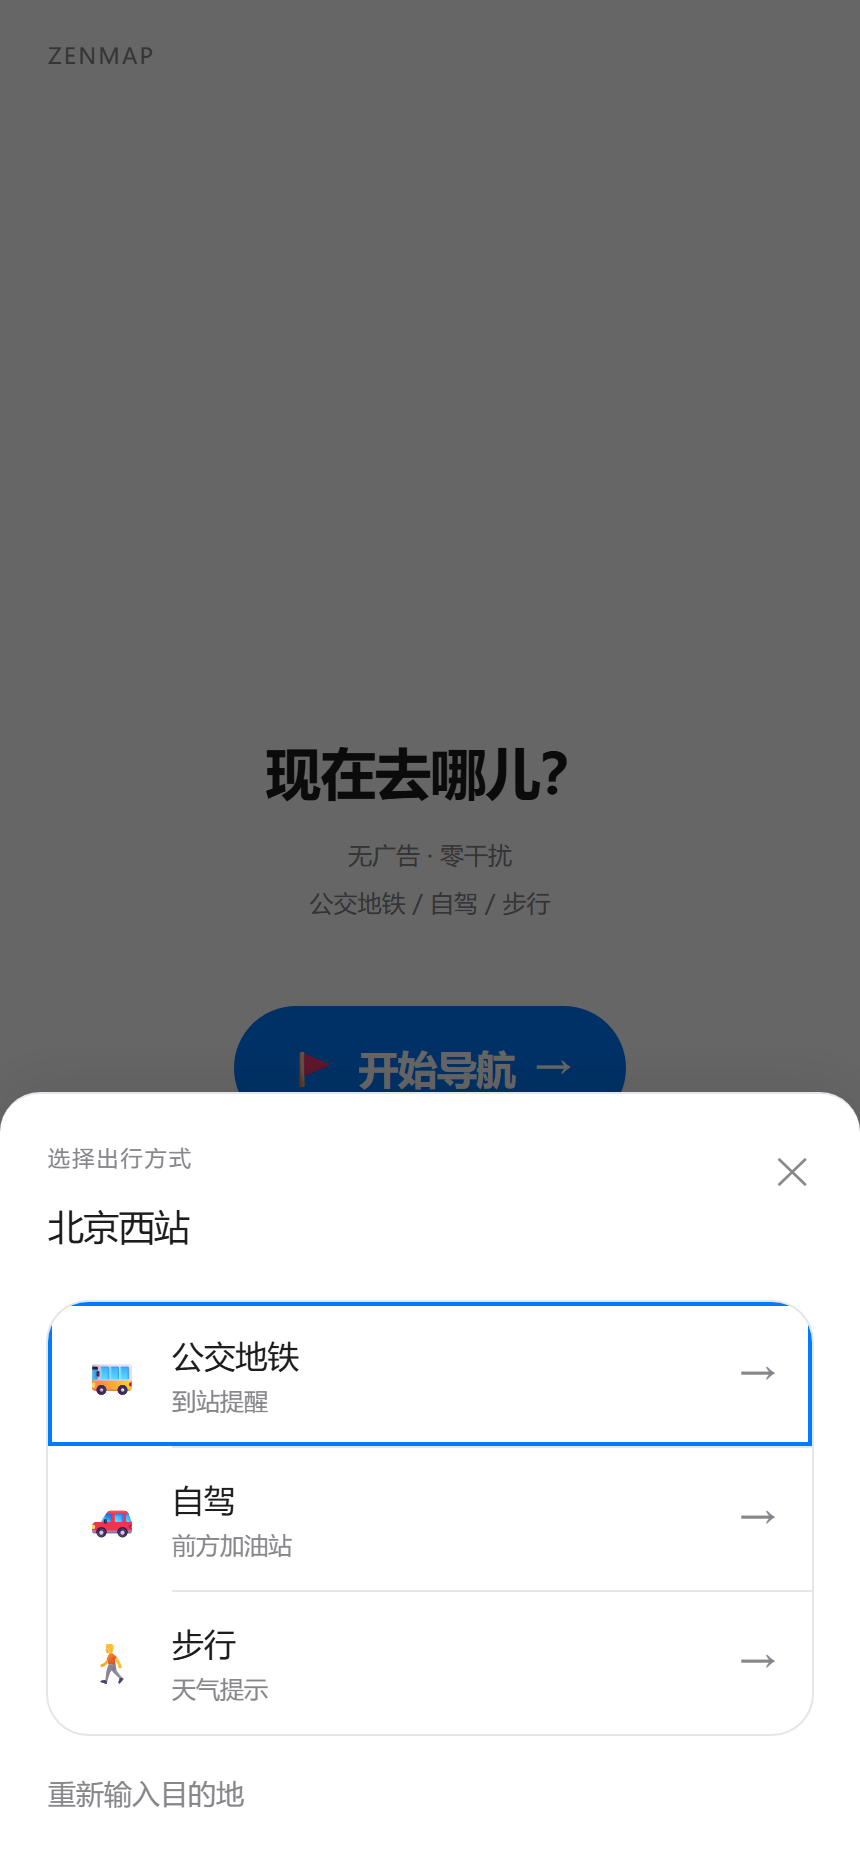 ZENMAP
现在去哪儿?
无广告 · 零干扰
公交地铁 / 自驾 / 步行
开始导航 →
选择出行方式
北京西站
公交地铁
到站提醒
→
自驾
前方加油站
→
步行
天气提示
→
重新输入目的地